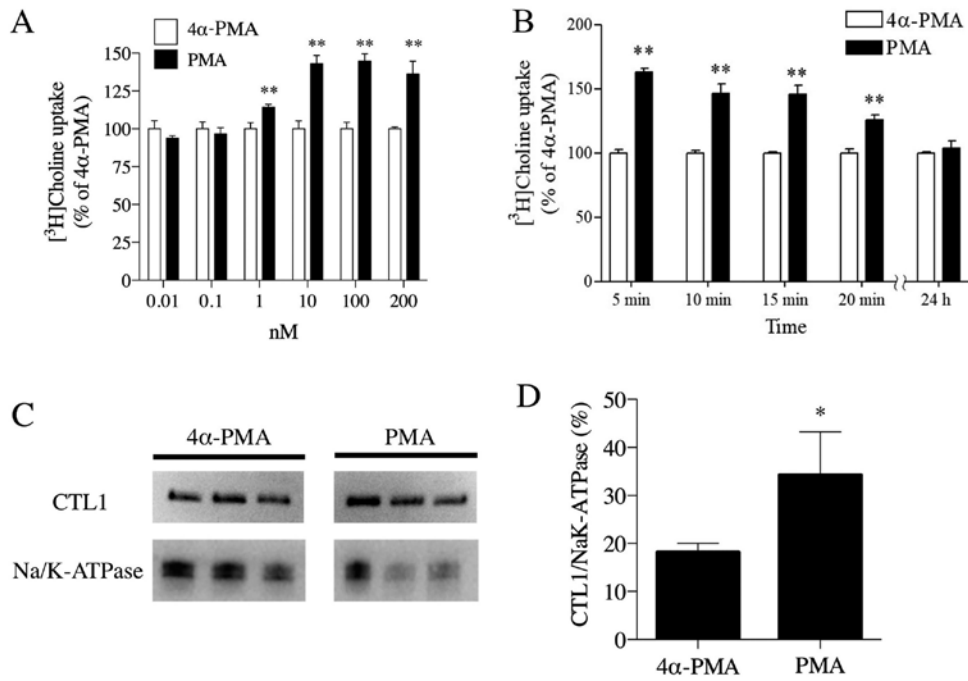 A
4α-PMA
PMA
[³H]Choline uptake
(% of 4α-PMA)
150
125
100
75
50
25
0
** ** ** **
0.01 0.1 1 10 100 200
nM
B
4α-PMA
PMA
[³H]Choline uptake
(% of 4α-PMA)
200
150
100
50
0
** ** ** **
5 min 10 min 15 min 20 min 24 h
Time
C
4α-PMA PMA
CTL1
Na/K-ATPase
D
CTL1/NaK-ATPase (%)
50
40
30
20
10
0
*
4α-PMA PMA